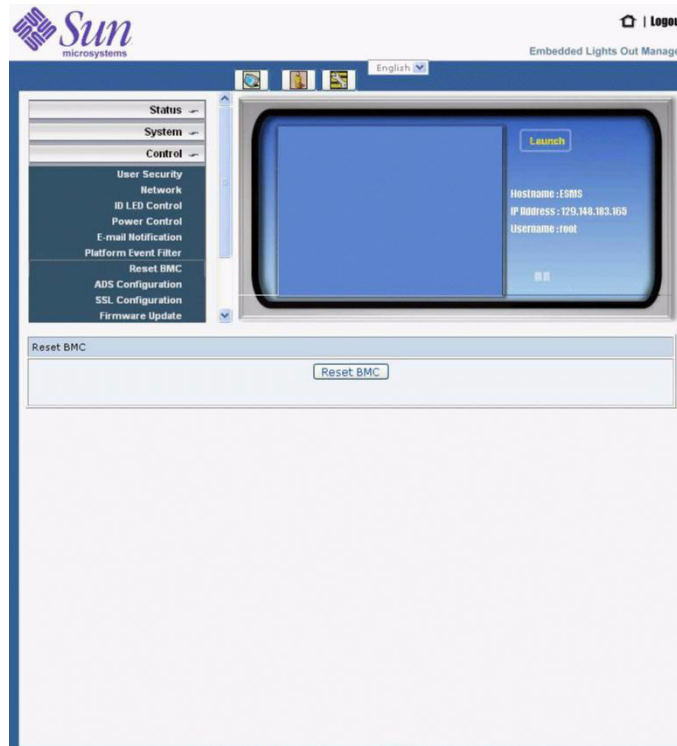 Sun
microsystems
| Logou
Embedded Lights Out Manage
English
Status
System
Control
User Security
Network
ID LED Control
Power Control
E-mail Notification
Platform Event Filter
Reset BMC
ADS Configuration
SSL Configuration
Firmware Update
Launch
Hostname :ESMS
IP Address : 129.148.183.165
Username :root
Reset BMC
Reset BMC